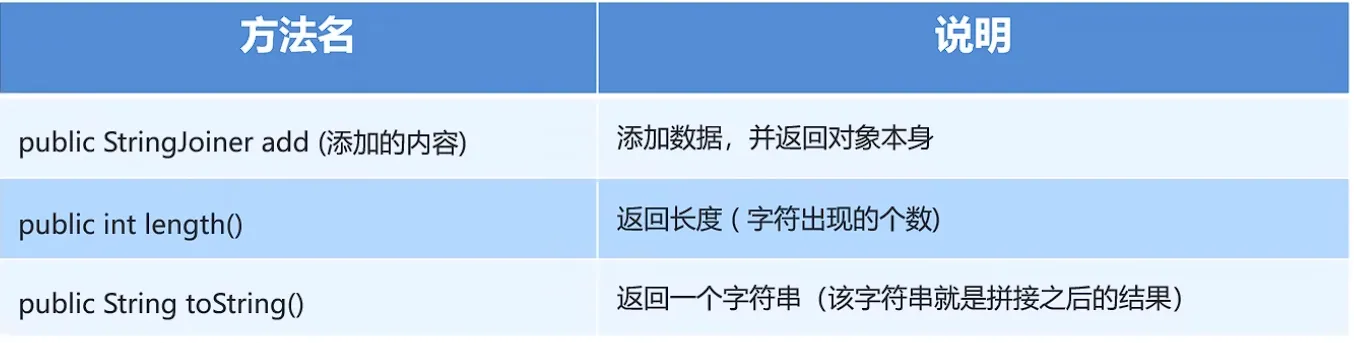 方法名
说明
public StringJoiner add (添加的内容)
添加数据，并返回对象本身
public int length()
返回长度 ( 字符出现的个数)
public String toString()
返回一个字符串（该字符串就是拼接之后的结果）